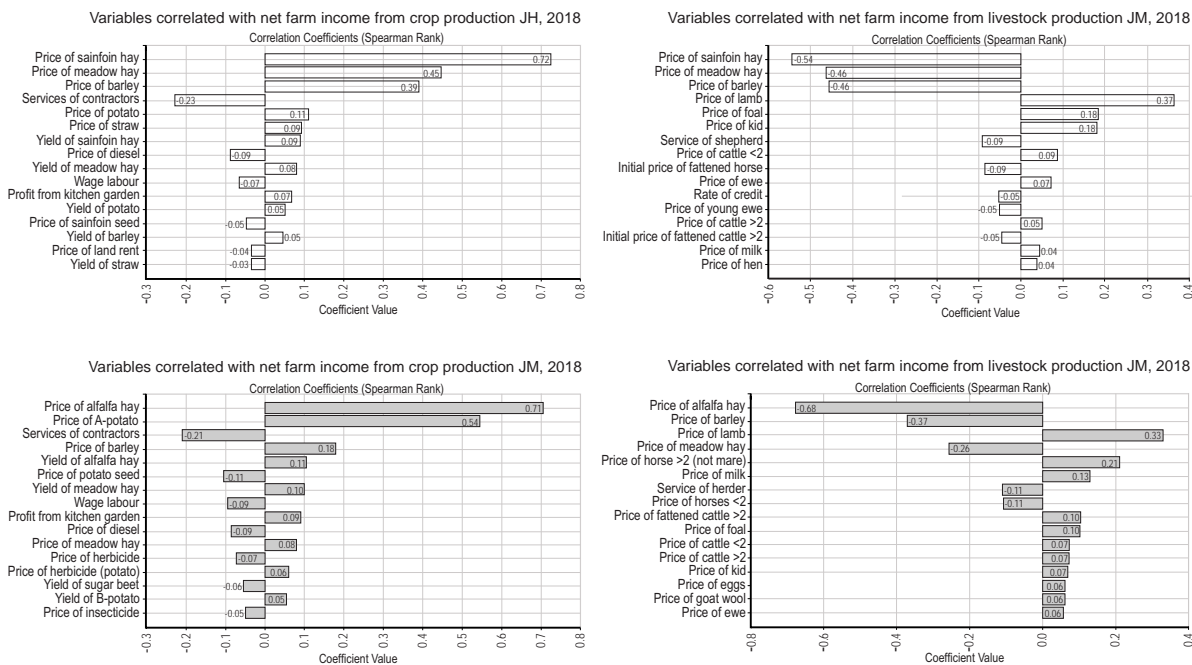 Variables correlated with net farm income from crop production JH, 2018
Correlation Coefficients (Spearman Rank)
Price of sainfoin hay 0.72
Price of meadow hay 0.45
Price of barley 0.39
Services of contractors -0.23
Price of potato 0.11
Price of straw 0.09
Yield of sainfoin hay 0.09
Price of diesel -0.09
Yield of meadow hay 0.08
Wage labour -0.07
Profit from kitchen garden 0.07
Yield of potato 0.05
Price of sainfoin seed -0.05
Yield of barley 0.05
Price of land rent -0.04
Yield of straw -0.03
-0.3 -0.2 -0.1 0.0 0.1 0.2 0.3 0.4 0.5 0.6 0.7 0.8
Coefficient Value
Variables correlated with net farm income from livestock production JM, 2018
Correlation Coefficients (Spearman Rank)
Price of sainfoin hay -0.54
Price of meadow hay -0.46
Price of barley -0.46
Price of lamb 0.37
Price of foal 0.18
Price of kid 0.18
Service of shepherd -0.09
Price of cattle <2 0.09
Initial price of fattened horse -0.09
Price of ewe 0.07
Rate of credit -0.05
Price of young ewe -0.05
Price of cattle >2 0.05
Initial price of fattened cattle >2 -0.05
Price of milk 0.04
Price of hen 0.04
-0.6 -0.5 -0.4 -0.3 -0.2 -0.1 0.0 0.1 0.2 0.3 0.4
Coefficient Value
Variables correlated with net farm income from crop production JM, 2018
Correlation Coefficients (Spearman Rank)
Price of alfalfa hay 0.71
Price of A-potato 0.54
Services of contractors -0.21
Price of barley 0.18
Yield of alfalfa hay 0.11
Price of potato seed -0.11
Yield of meadow hay 0.10
Wage labour -0.09
Profit from kitchen garden 0.09
Price of diesel -0.09
Price of meadow hay 0.08
Price of herbicide -0.07
Price of herbicide (potato) 0.06
Yield of sugar beet -0.06
Yield of B-potato 0.05
Price of insecticide -0.05
-0.3 -0.2 -0.1 0.0 0.1 0.2 0.3 0.4 0.5 0.6 0.7 0.8
Coefficient Value
Variables correlated with net farm income from livestock production JM, 2018
Correlation Coefficients (Spearman Rank)
Price of alfalfa hay -0.68
Price of barley -0.37
Price of lamb 0.33
Price of meadow hay -0.26
Price of horse >2 (not mare) 0.21
Price of milk 0.13
Service of herder -0.11
Price of horses <2 -0.11
Price of fattened cattle >2 0.10
Price of foal 0.10
Price of cattle <2 0.07
Price of cattle >2 0.07
Price of kid 0.07
Price of eggs 0.06
Price of goat wool 0.06
Price of ewe 0.06
-0.8 -0.6 -0.4 -0.2 0.0 0.2 0.4
Coefficient Value